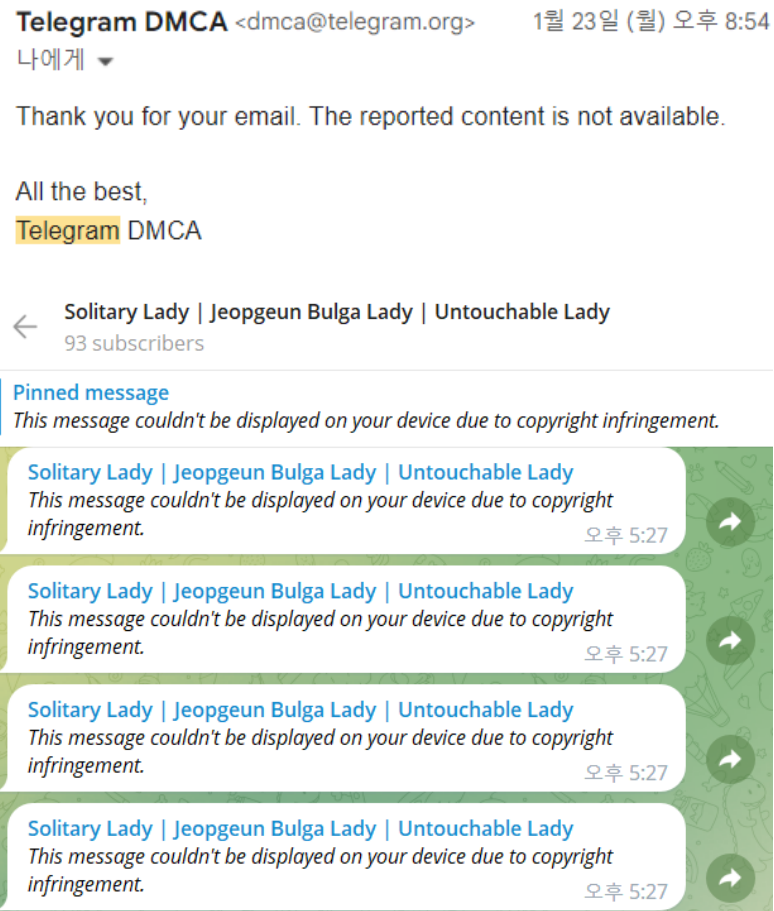 Telegram DMCA <dmca@telegram.org> 1월 23일 (월) 오후 8:54
나에게
Thank you for your email. The reported content is not available.
All the best,
Telegram DMCA
Solitary Lady | Jeopgeun Bulga Lady | Untouchable Lady
93 subscribers
Pinned message
This message couldn't be displayed on your device due to copyright infringement.
Solitary Lady | Jeopgeun Bulga Lady | Untouchable Lady
This message couldn't be displayed on your device due to copyright
infringement.
오후 5:27
Solitary Lady | Jeopgeun Bulga Lady | Untouchable Lady
This message couldn't be displayed on your device due to copyright
infringement.
오후 5:27
Solitary Lady | Jeopgeun Bulga Lady | Untouchable Lady
This message couldn't be displayed on your device due to copyright
infringement.
오후 5:27
Solitary Lady | Jeopgeun Bulga Lady | Untouchable Lady
This message couldn't be displayed on your device due to copyright
infringement.
오후 5:27